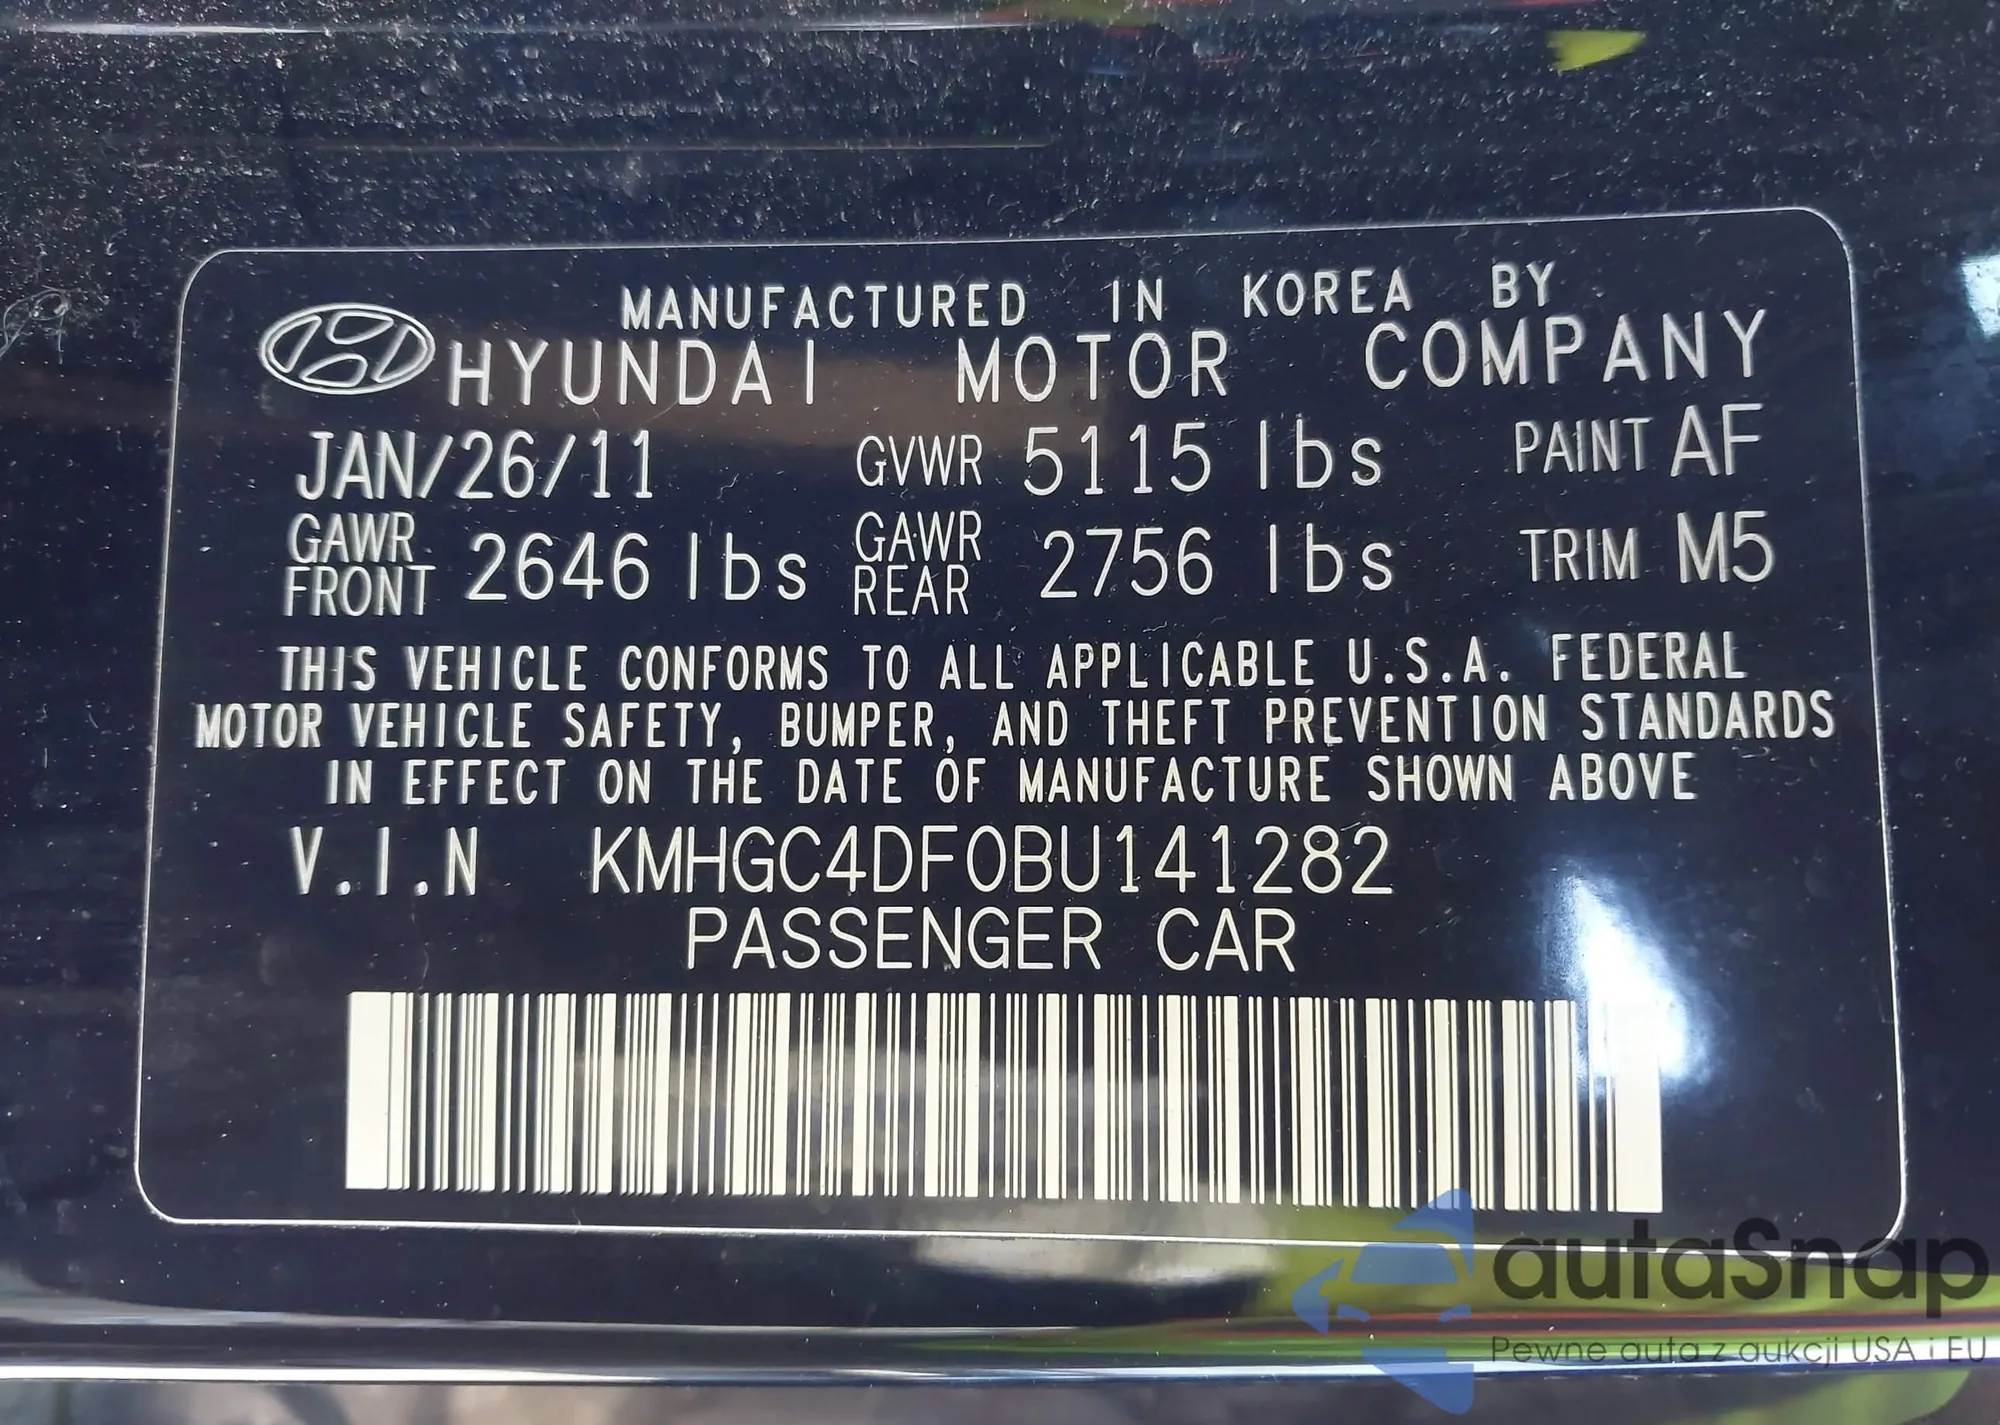 MANUFACTURED IN KOREA BY
HYUNDAI MOTOR COMPANY
JAN/26/11 GVWR 5115 lbs PAINT AF
GAWR FRONT 2646 lbs GAWR REAR 2756 lbs TRIM M5
THIS VEHICLE CONFORMS TO ALL APPLICABLE U.S.A. FEDERAL
MOTOR VEHICLE SAFETY, BUMPER, AND THEFT PREVENTION STANDARDS
IN EFFECT ON THE DATE OF MANUFACTURE SHOWN ABOVE
V.I.N KMHGC4DF0BU141282
PASSENGER CAR
autaSnap
Pewne auta z aukcji USA i EU